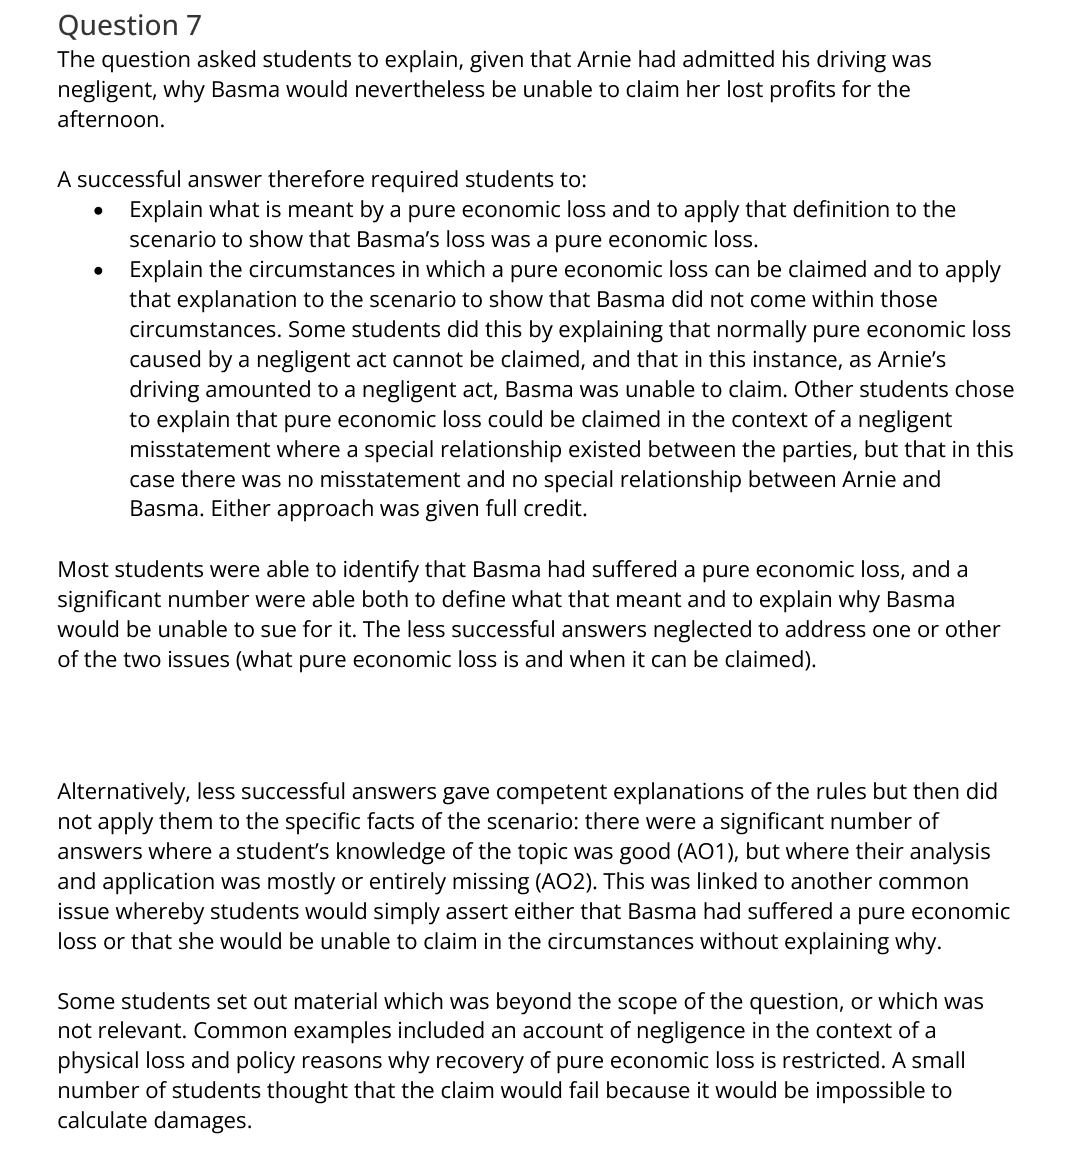 Question 7
The question asked students to explain, given that Arnie had admitted his driving was
negligent, why Basma would nevertheless be unable to claim her lost profits for the
afternoon.
A successful answer therefore required students to:
• Explain what is meant by a pure economic loss and to apply that definition to the
scenario to show that Basma’s loss was a pure economic loss.
• Explain the circumstances in which a pure economic loss can be claimed and to apply
that explanation to the scenario to show that Basma did not come within those
circumstances. Some students did this by explaining that normally pure economic loss
caused by a negligent act cannot be claimed, and that in this instance, as Arnie’s
driving amounted to a negligent act, Basma was unable to claim. Other students chose
to explain that pure economic loss could be claimed in the context of a negligent
misstatement where a special relationship existed between the parties, but that in this
case there was no misstatement and no special relationship between Arnie and
Basma. Either approach was given full credit.
Most students were able to identify that Basma had suffered a pure economic loss, and a
significant number were able both to define what that meant and to explain why Basma
would be unable to sue for it. The less successful answers neglected to address one or other
of the two issues (what pure economic loss is and when it can be claimed).
Alternatively, less successful answers gave competent explanations of the rules but then did
not apply them to the specific facts of the scenario: there were a significant number of
answers where a student’s knowledge of the topic was good (AO1), but where their analysis
and application was mostly or entirely missing (AO2). This was linked to another common
issue whereby students would simply assert either that Basma had suffered a pure economic
loss or that she would be unable to claim in the circumstances without explaining why.
Some students set out material which was beyond the scope of the question, or which was
not relevant. Common examples included an account of negligence in the context of a
physical loss and policy reasons why recovery of pure economic loss is restricted. A small
number of students thought that the claim would fail because it would be impossible to
calculate damages.